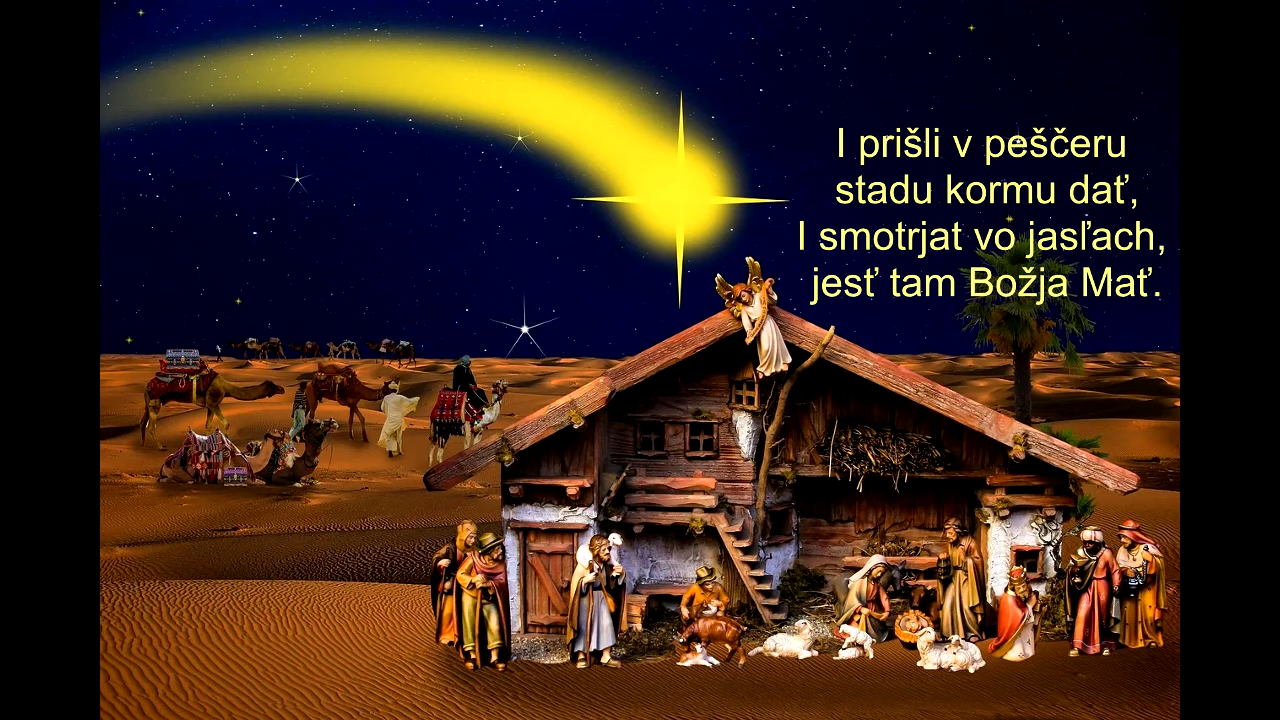 I prišli v peščeru
stadu kormu dať,
I smotrjat vo jasľach,
jesť tam Božja Mať.